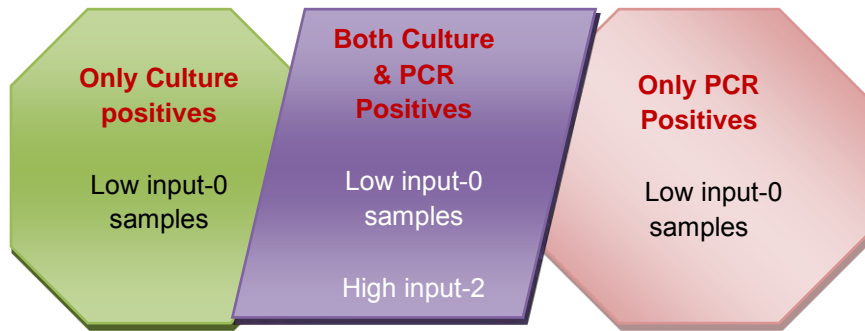 Only Culture
positives
Low input-0
samples
Both Culture
& PCR
Positives
Low input-0
samples
High input-2
Only PCR
Positives
Low input-0
samples